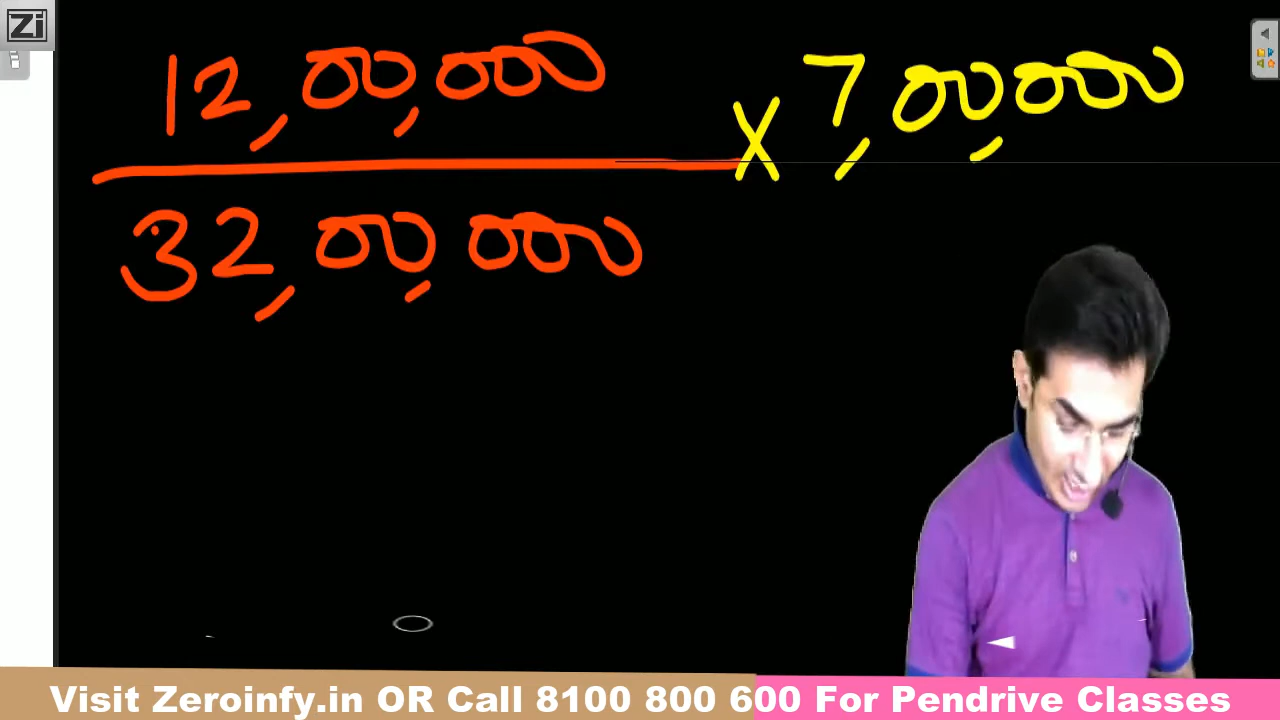 Zi
12,00,000
X 7,00,000
32,00,000
Visit Zeroinfy.in OR Call 8100 800 600 For Pendrive Classes